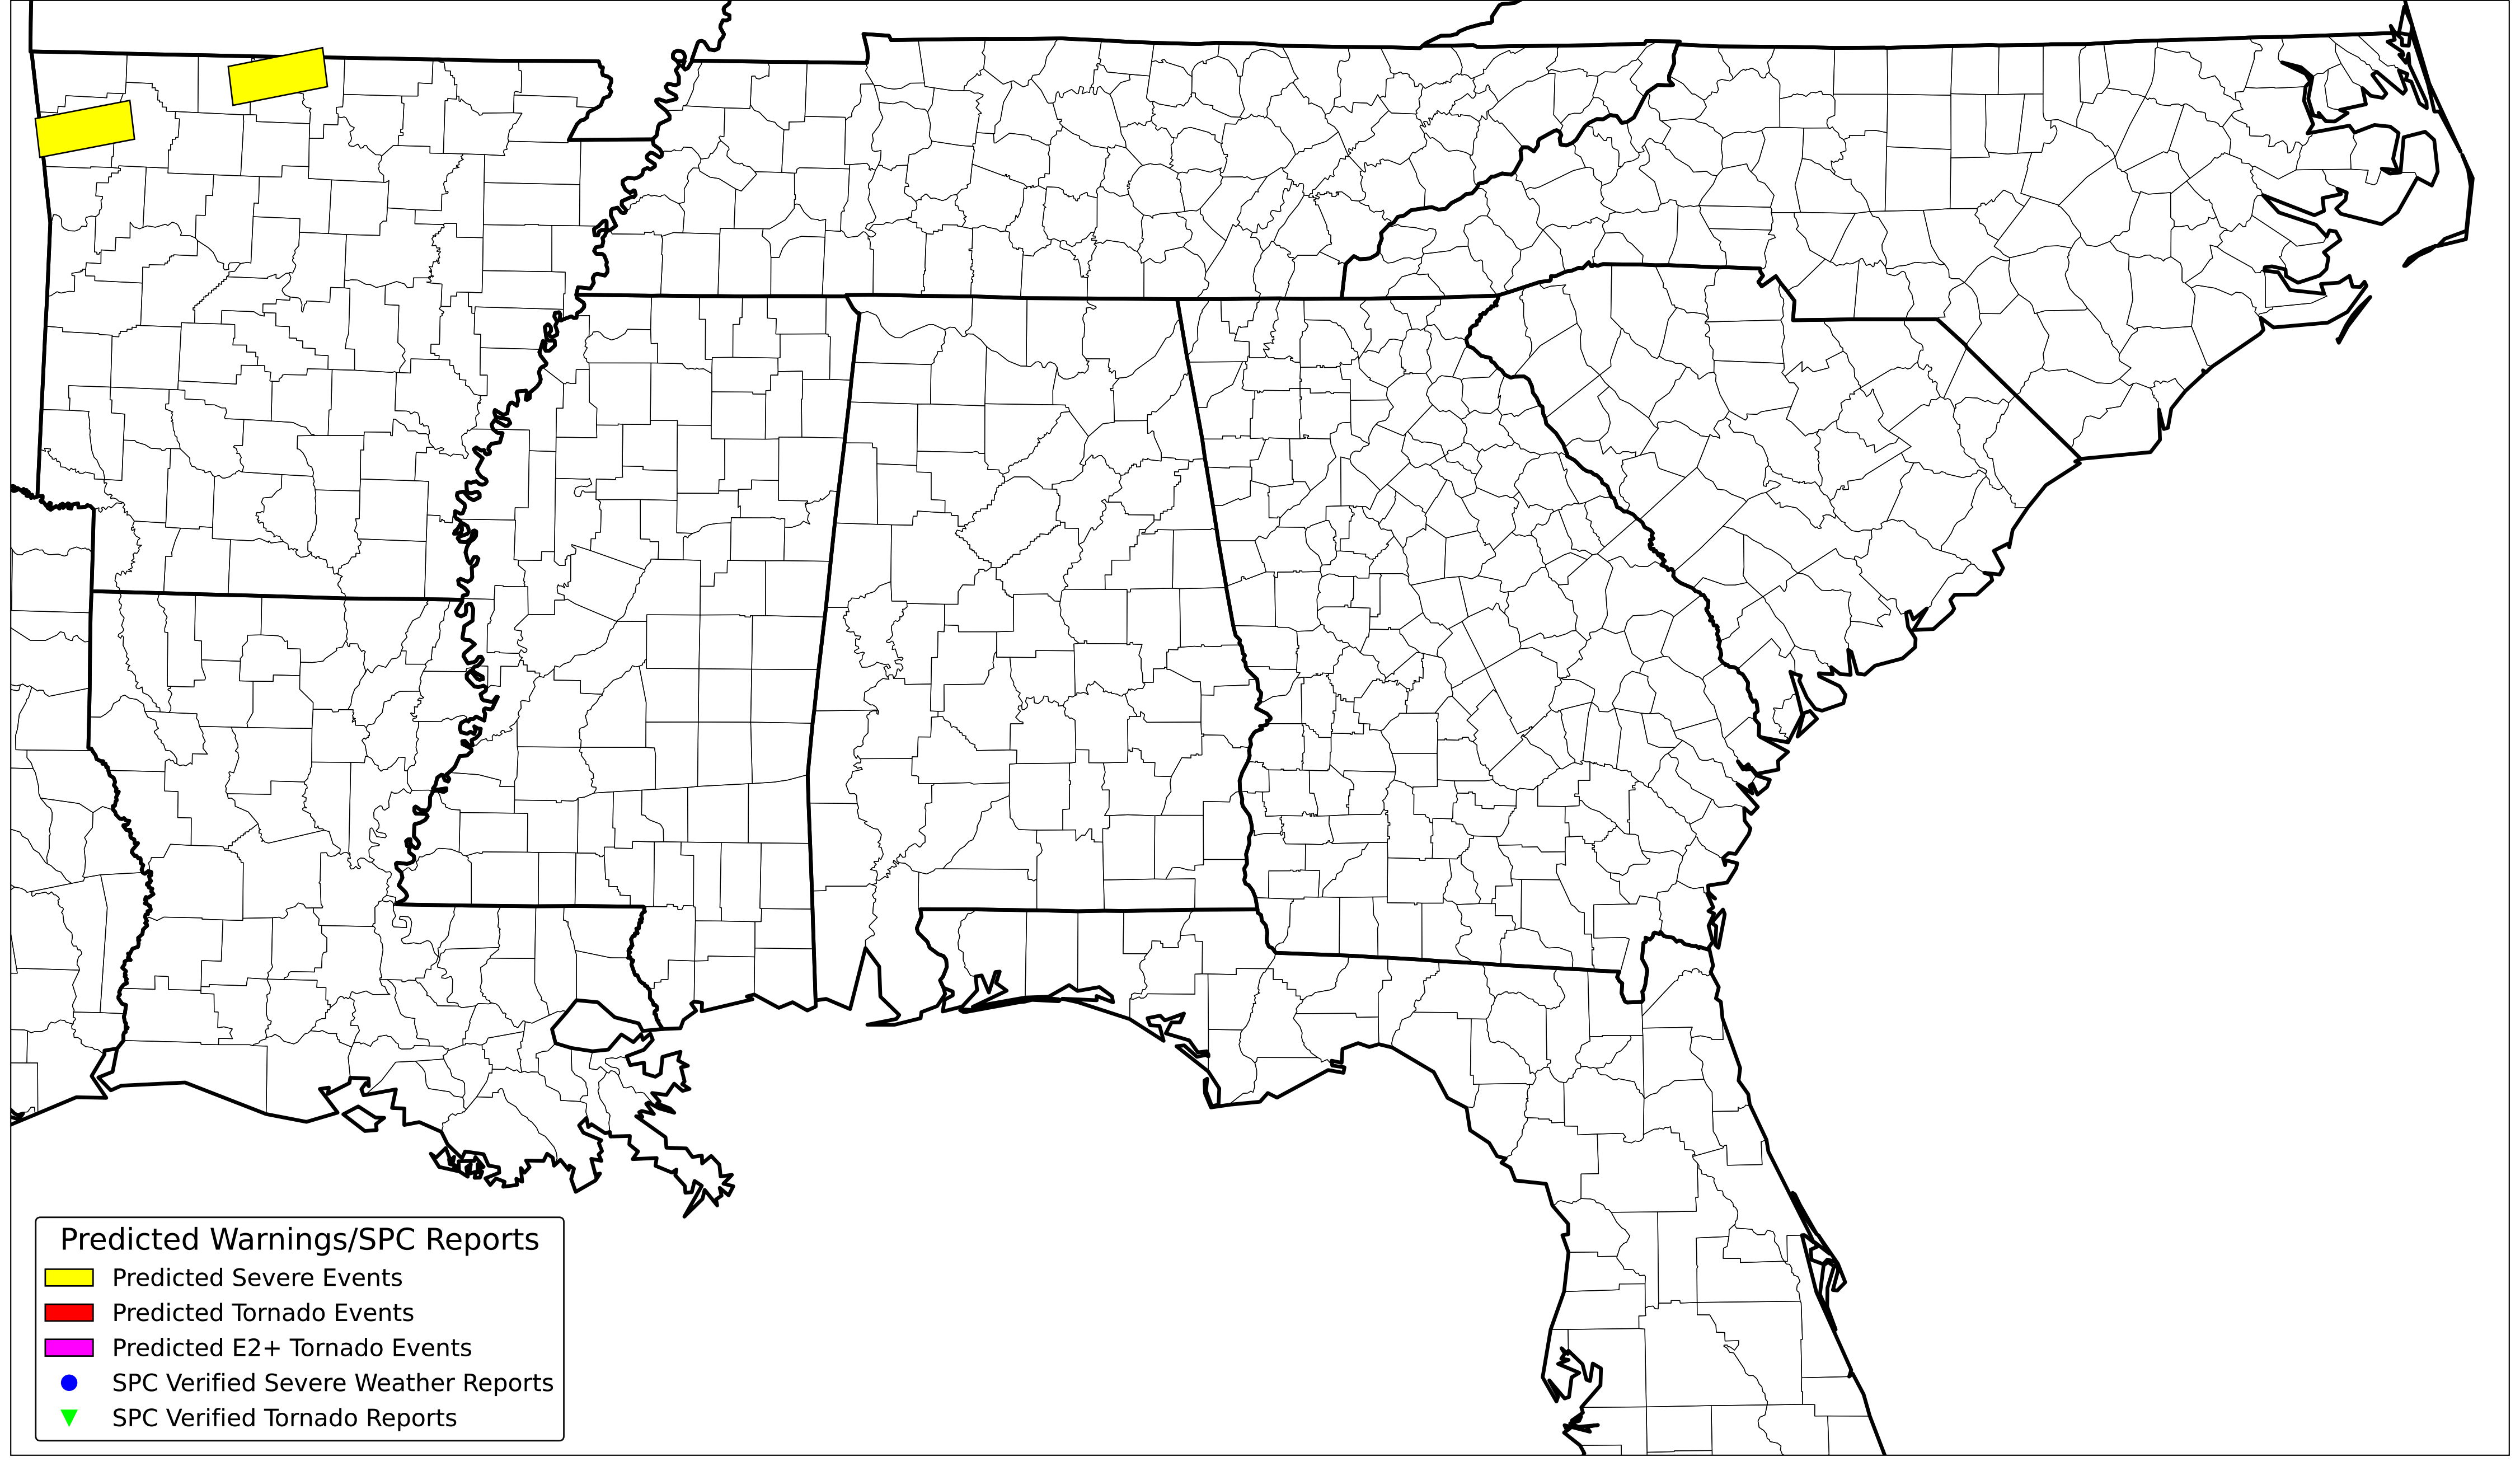 Predicted Warnings/SPC Reports
Predicted Severe Events
Predicted Tornado Events
Predicted E2+ Tornado Events
SPC Verified Severe Weather Reports
SPC Verified Tornado Reports